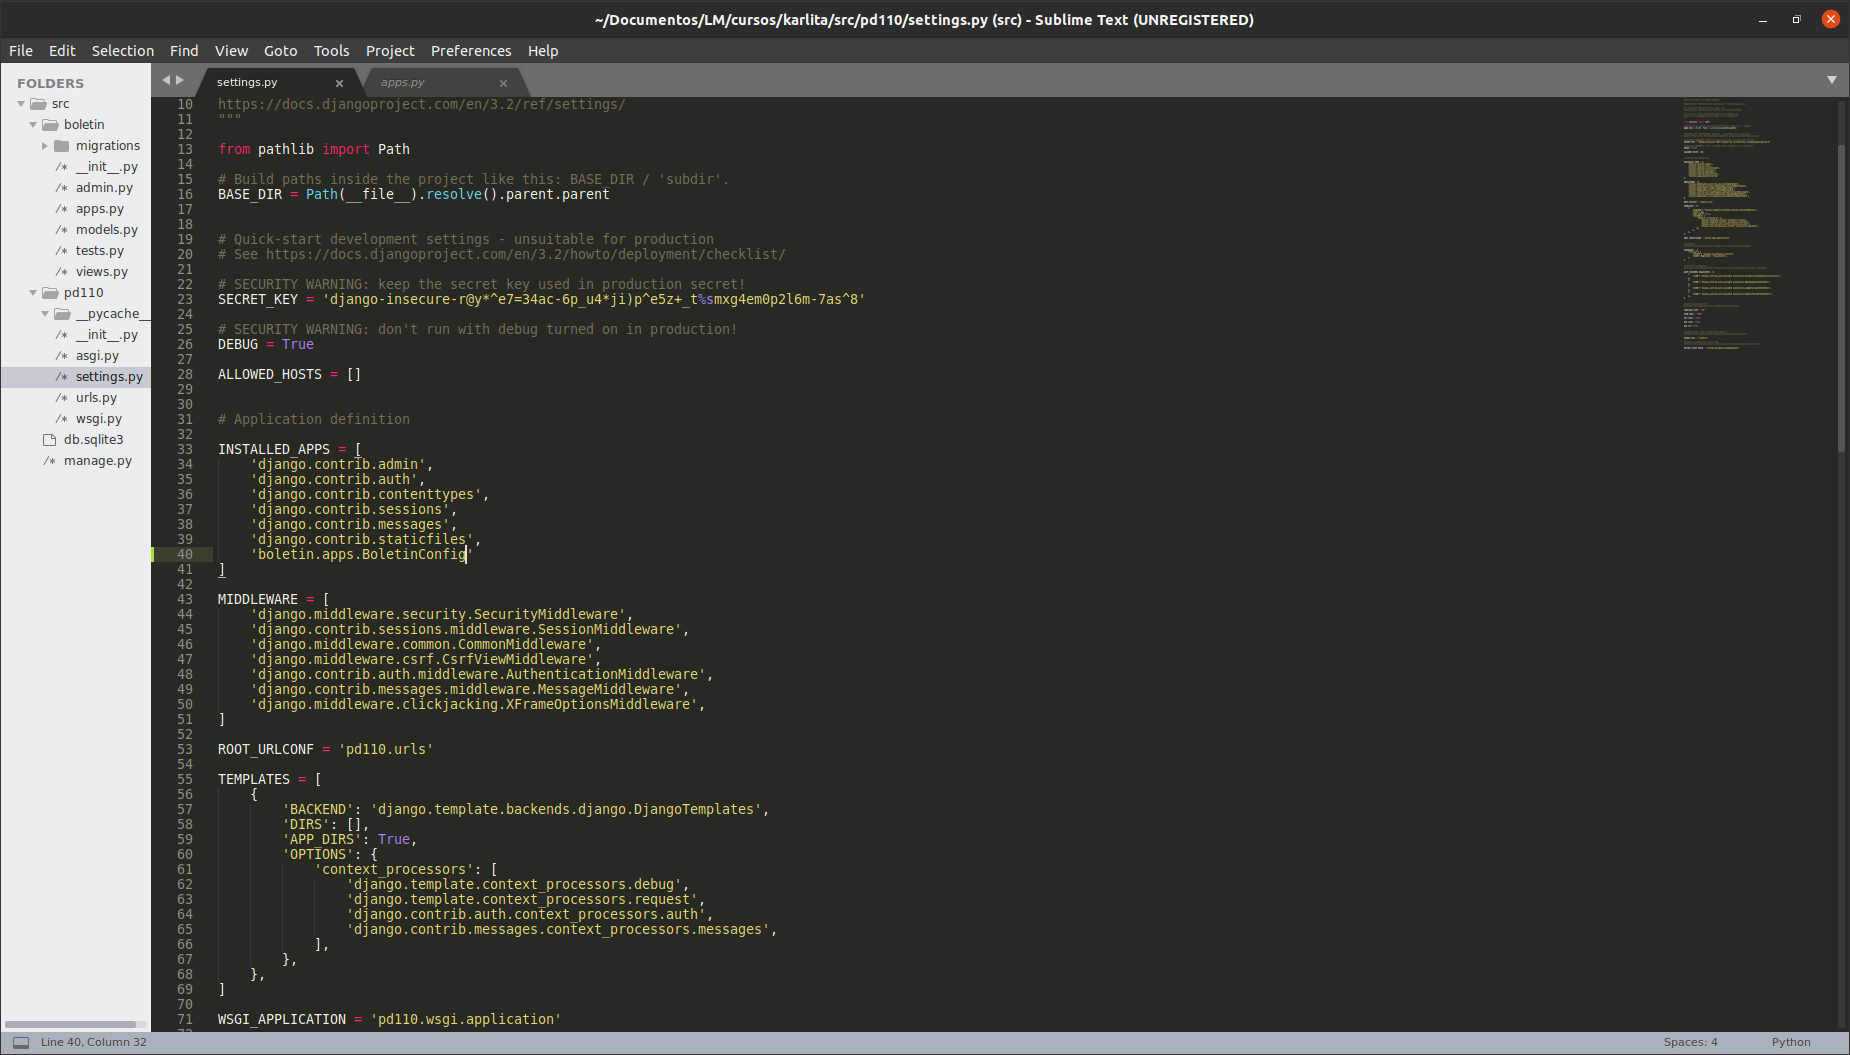 ~/Documentos/LM/cursos/karlita/src/pd110/settings.py (src) - Sublime Text (UNREGISTERED)
File Edit Selection Find View Goto Tools Project Preferences Help
FOLDERS
src
boletin
migrations
/* __init__.py
/* admin.py
/* apps.py
/* models.py
/* tests.py
/* views.py
pd110
__pycache__
/* __init__.py
/* asgi.py
/* settings.py
/* urls.py
/* wsgi.py
db.sqlite3
/* manage.py
settings.py × apps.py ×
10 https://docs.djangoproject.com/en/3.2/ref/settings/
11 """
12
13 from pathlib import Path
14
15 # Build paths inside the project like this: BASE_DIR / 'subdir'.
16 BASE_DIR = Path(__file__).resolve().parent.parent
17
18
19 # Quick-start development settings - unsuitable for production
20 # See https://docs.djangoproject.com/en/3.2/howto/deployment/checklist/
21
22 # SECURITY WARNING: keep the secret key used in production secret!
23 SECRET_KEY = 'django-insecure-r@y*^e7=34ac-6p_u4*ji)p^e5z+_t%smxg4em0p2l6m-7as^8'
24
25 # SECURITY WARNING: don't run with debug turned on in production!
26 DEBUG = True
27
28 ALLOWED_HOSTS = []
29
30
31 # Application definition
32
33 INSTALLED_APPS = [
34     'django.contrib.admin',
35     'django.contrib.auth',
36     'django.contrib.contenttypes',
37     'django.contrib.sessions',
38     'django.contrib.messages',
39     'django.contrib.staticfiles',
40     'boletin.apps.BoletinConfig'
41 ]
42
43 MIDDLEWARE = [
44     'django.middleware.security.SecurityMiddleware',
45     'django.contrib.sessions.middleware.SessionMiddleware',
46     'django.middleware.common.CommonMiddleware',
47     'django.middleware.csrf.CsrfViewMiddleware',
48     'django.contrib.auth.middleware.AuthenticationMiddleware',
49     'django.contrib.messages.middleware.MessageMiddleware',
50     'django.middleware.clickjacking.XFrameOptionsMiddleware',
51 ]
52
53 ROOT_URLCONF = 'pd110.urls'
54
55 TEMPLATES = [
56     {
57         'BACKEND': 'django.template.backends.django.DjangoTemplates',
58         'DIRS': [],
59         'APP_DIRS': True,
60         'OPTIONS': {
61             'context_processors': [
62                 'django.template.context_processors.debug',
63                 'django.template.context_processors.request',
64                 'django.contrib.auth.context_processors.auth',
65                 'django.contrib.messages.context_processors.messages',
66             ],
67         },
68     },
69 ]
70
71 WSGI_APPLICATION = 'pd110.wsgi.application'
Line 40, Column 32 Spaces: 4 Python